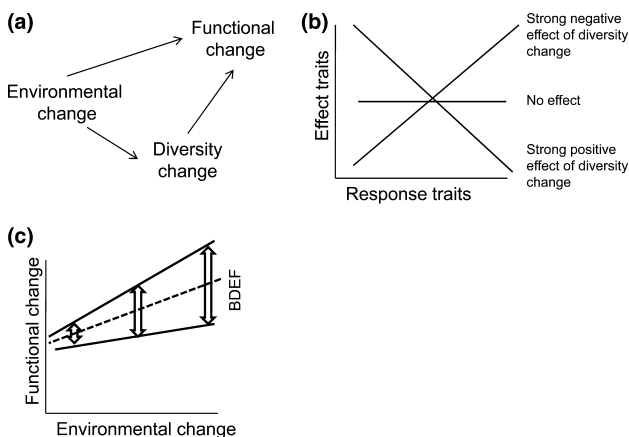 (a)
Functional
change
Environmental
change
Diversity
change
(b)
Effect traits
Response traits
Strong negative
effect of diversity
change
No effect
Strong positive
effect of diversity
change
(c)
Functional change
BDEF
Environmental change